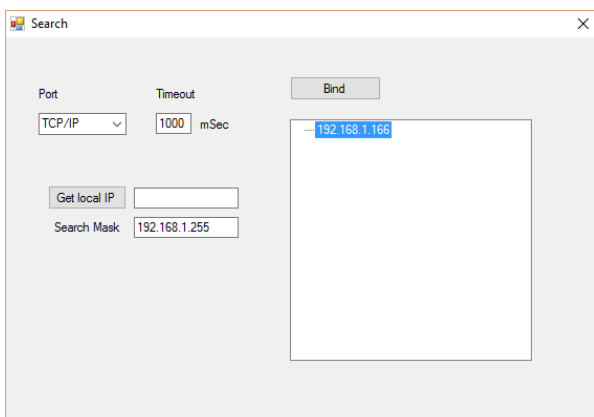 Search
Port
Timeout
Bind
TCP/IP
1000 mSec
192.168.1.166
Get local IP
Search Mask 192.168.1.255